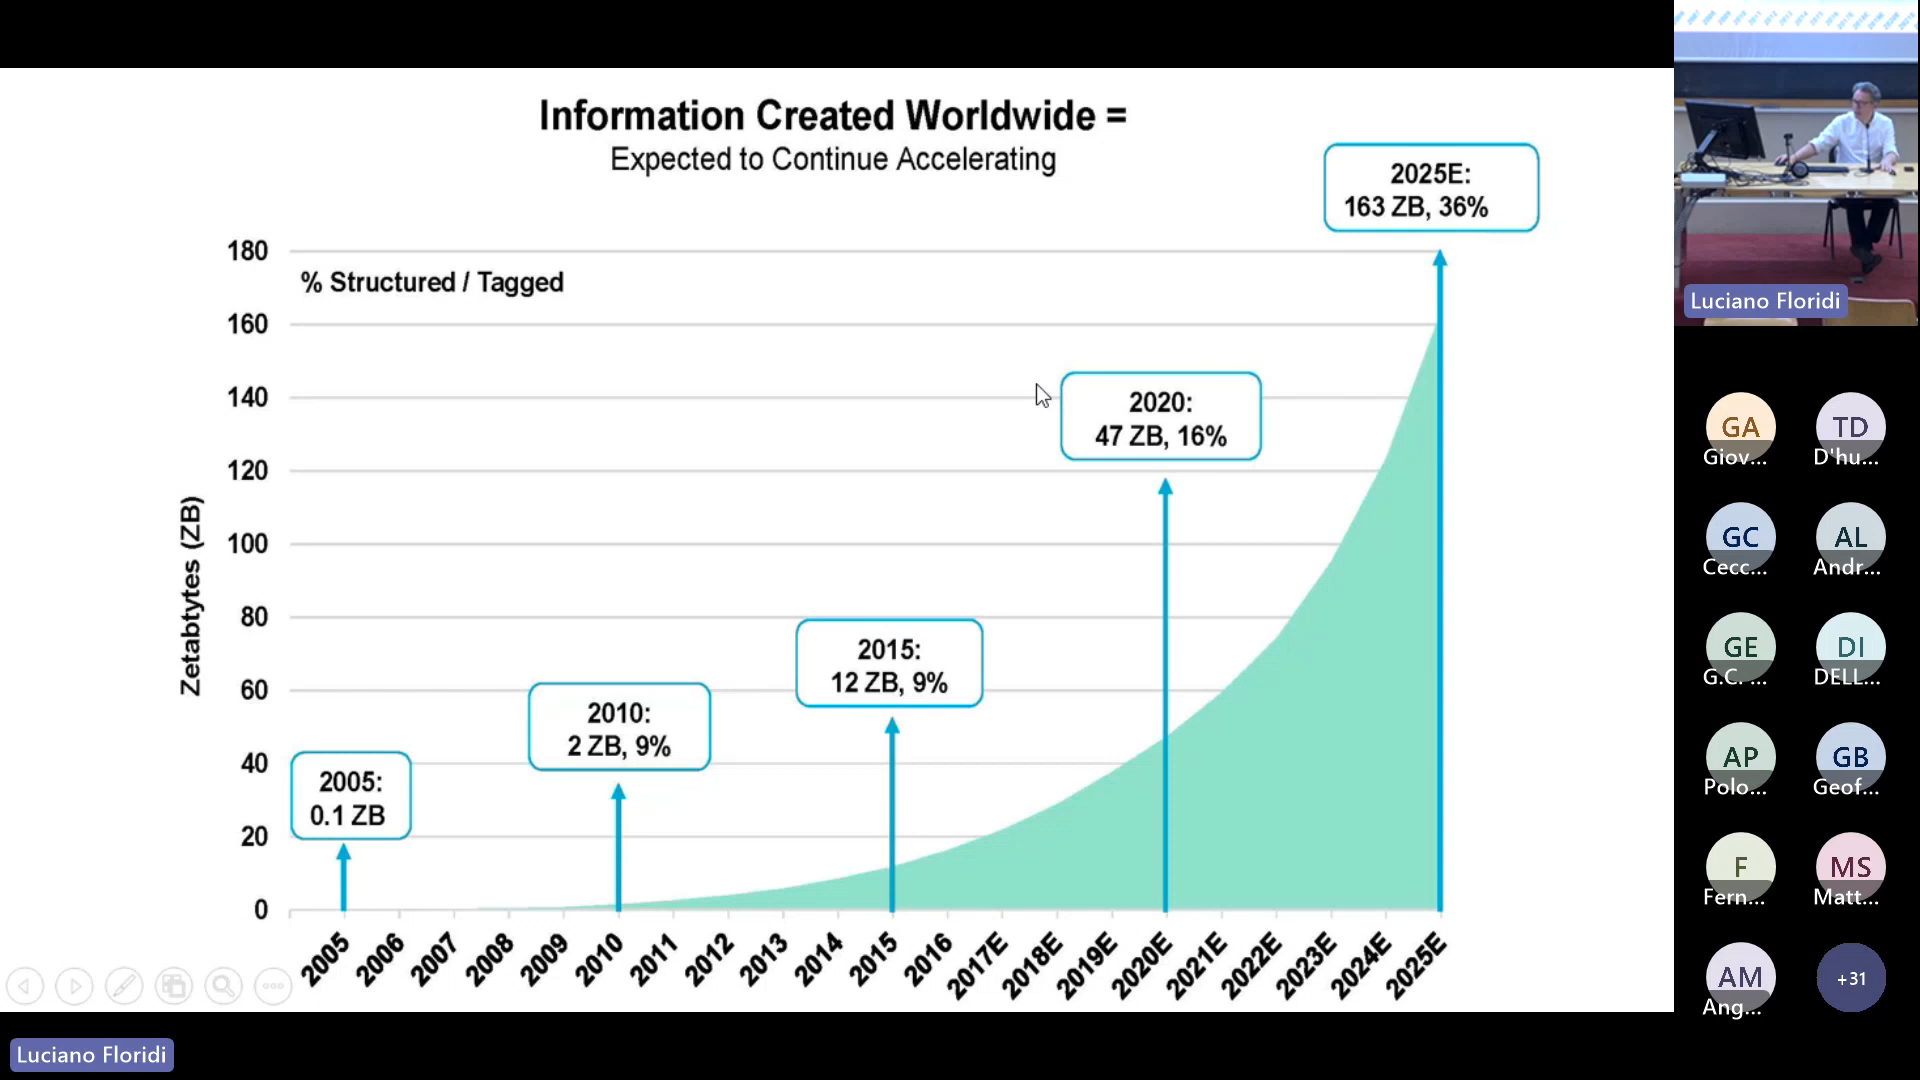 Information Created Worldwide =
Expected to Continue Accelerating
2025E:
163 ZB, 36%
180
% Structured / Tagged
160
140
2020:
47 ZB, 16%
120
100
80
2015:
12 ZB, 9%
60
2010:
2 ZB, 9%
40
2005:
0.1 ZB
20
0
Zetabtytes (ZB)
2005
2006
2007
2008
2009
2010
2011
2012
2013
2014
2015
2016
2017E
2018E
2019E
2020E
2021E
2022E
2023E
2024E
2025E
Luciano Floridi
Luciano Floridi
GA
Giov...
TD
D'hu...
GC
Cecc...
AL
Andr...
GE
G.C. ...
DI
DELL...
AP
Polo...
GB
Geof...
F
Fern...
MS
Matt...
AM
Ang...
+31